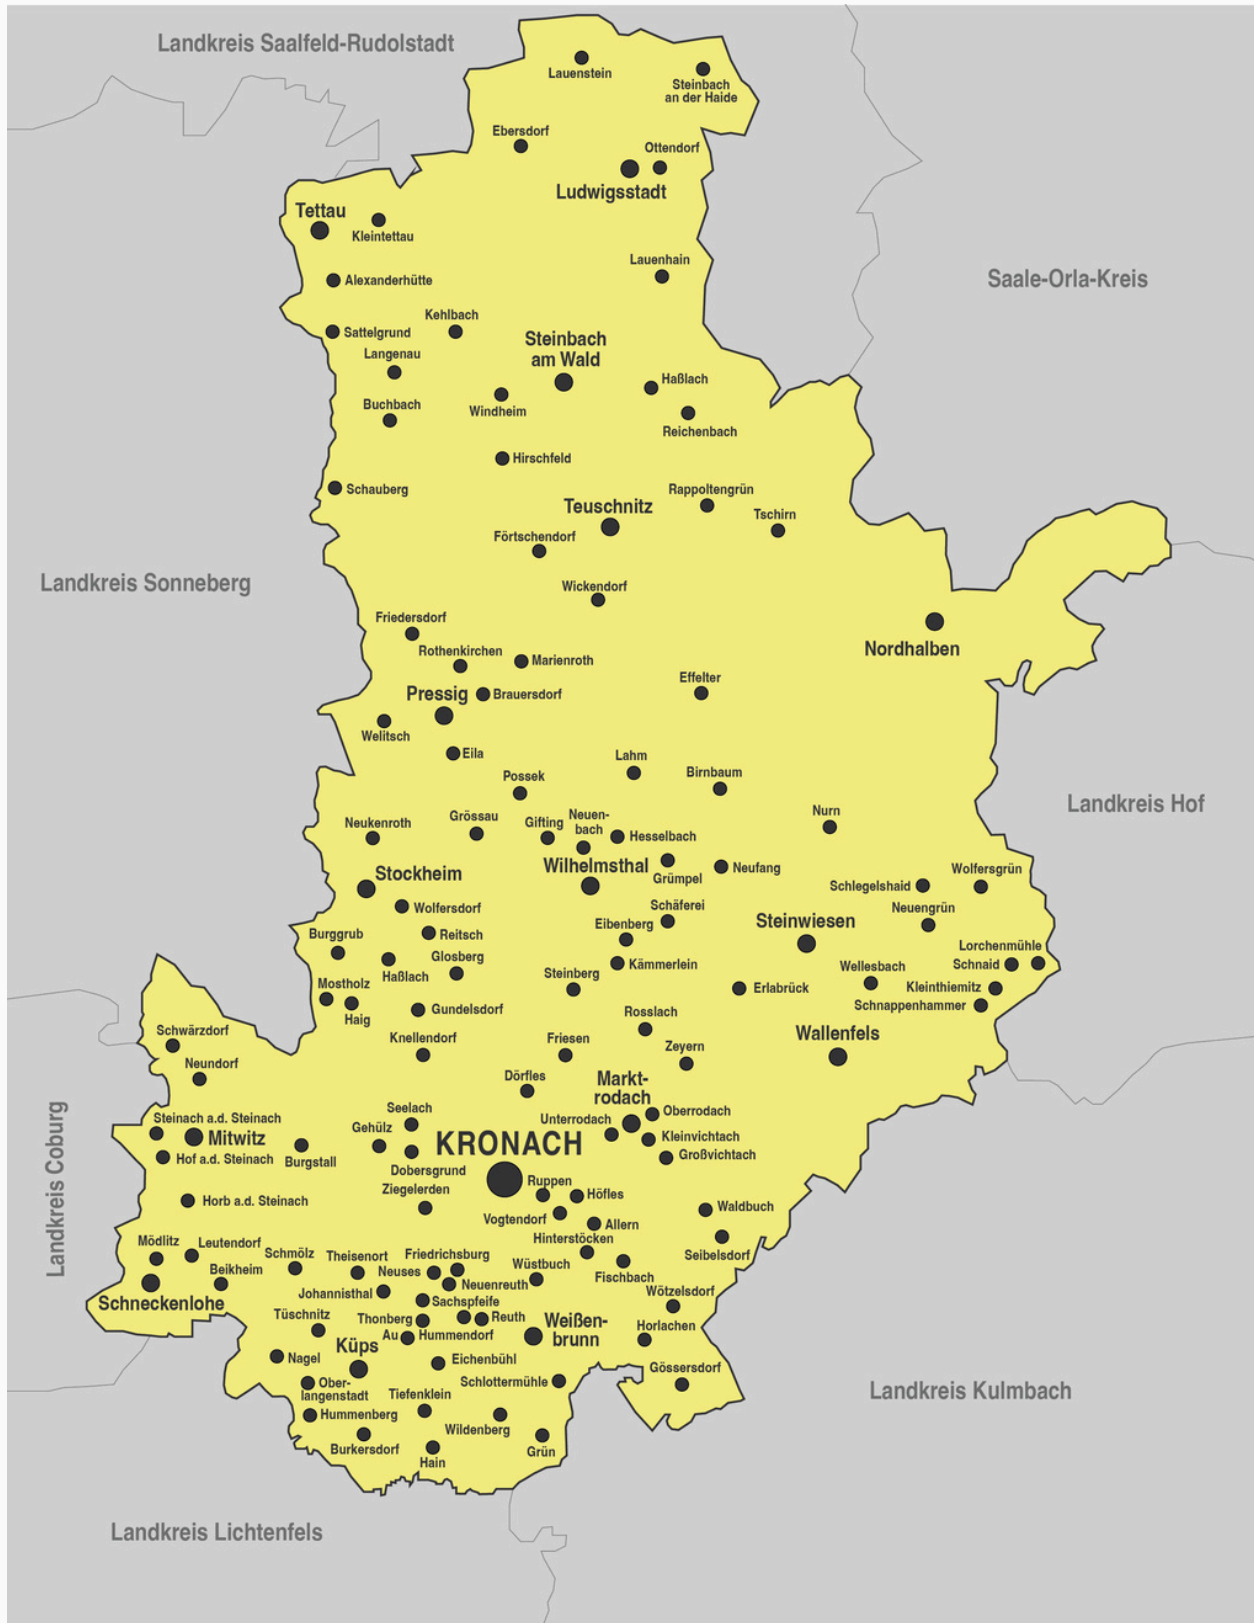 Landkreis Saalfeld-Rudolstadt
Lauenstein
Steinbach
an der Haide
Ebersdorf
Ottendorf
Ludwigsstadt
Tettau
Kleintettau
Lauenhain
Alexanderhütte
Saale-Orla-Kreis
Kehlbach
Sattelgrund
Steinbach
am Wald
Langenau
Haßlach
Buchbach
Windheim
Reichenbach
Hirschfeld
Schauberg
Rappoltengrün
Teuschnitz
Tschirn
Förtschendorf
Landkreis Sonneberg
Wickendorf
Friedersdorf
Nordhalben
Rothenkirchen
Marienroth
Effelter
Pressig
Brauersdorf
Welitsch
Eila
Lahm
Possek
Birnbaum
Landkreis Hof
Nurn
Grössau
Neukenroth
Gifting
Neuen-
bach
Hesselbach
Wilhelmsthal
Neufang
Wolfersgrün
Stockheim
Grümpel
Schlegelshaid
Wolfersdorf
Schäferei
Neuengrün
Steinwiesen
Eibenberg
Burggrub
Reitsch
Lorchenmühle
Glosberg
Kämmerlein
Schnaid
Haßlach
Steinberg
Wellesbach
Mostholz
Erlabrück
Kleinthiemitz
Schnappenhammer
Haig
Gundelsdorf
Rosslach
Schwärzdorf
Wallenfels
Knellendorf
Friesen
Zeyern
Neundorf
Dörfles
Markt-
rodach
Seelach
Oberrodach
Steinach a.d. Steinach
Unterrodach
Gehülz
Mitwitz
KRONACH
Kleinvichtach
Hof a.d. Steinach
Burgstall
Großvichtach
Dobersgrund
Ruppen
Ziegelerden
Höfles
Horb a.d. Steinach
Waldbuch
Vogtendorf
Allern
Landkreis Coburg
Hinterstöcken
Mödlitz
Leutendorf
Schmölz
Theisenort
Friedrichsburg
Seibelsdorf
Beikheim
Neuses
Wüstbuch
Fischbach
Neuenreuth
Johannisthal
Wötzelsdorf
Schneckenlohe
Sachspfeife
Tüschnitz
Thonberg
Reuth
Weißen-
brunn
Horlachen
Au
Hummendorf
Küps
Nagel
Eichenbühl
Gössersdorf
Schlottermühle
Ober-
langenstadt
Tiefenklein
Landkreis Kulmbach
Hummenberg
Wildenberg
Burkersdorf
Grün
Hain
Landkreis Lichtenfels